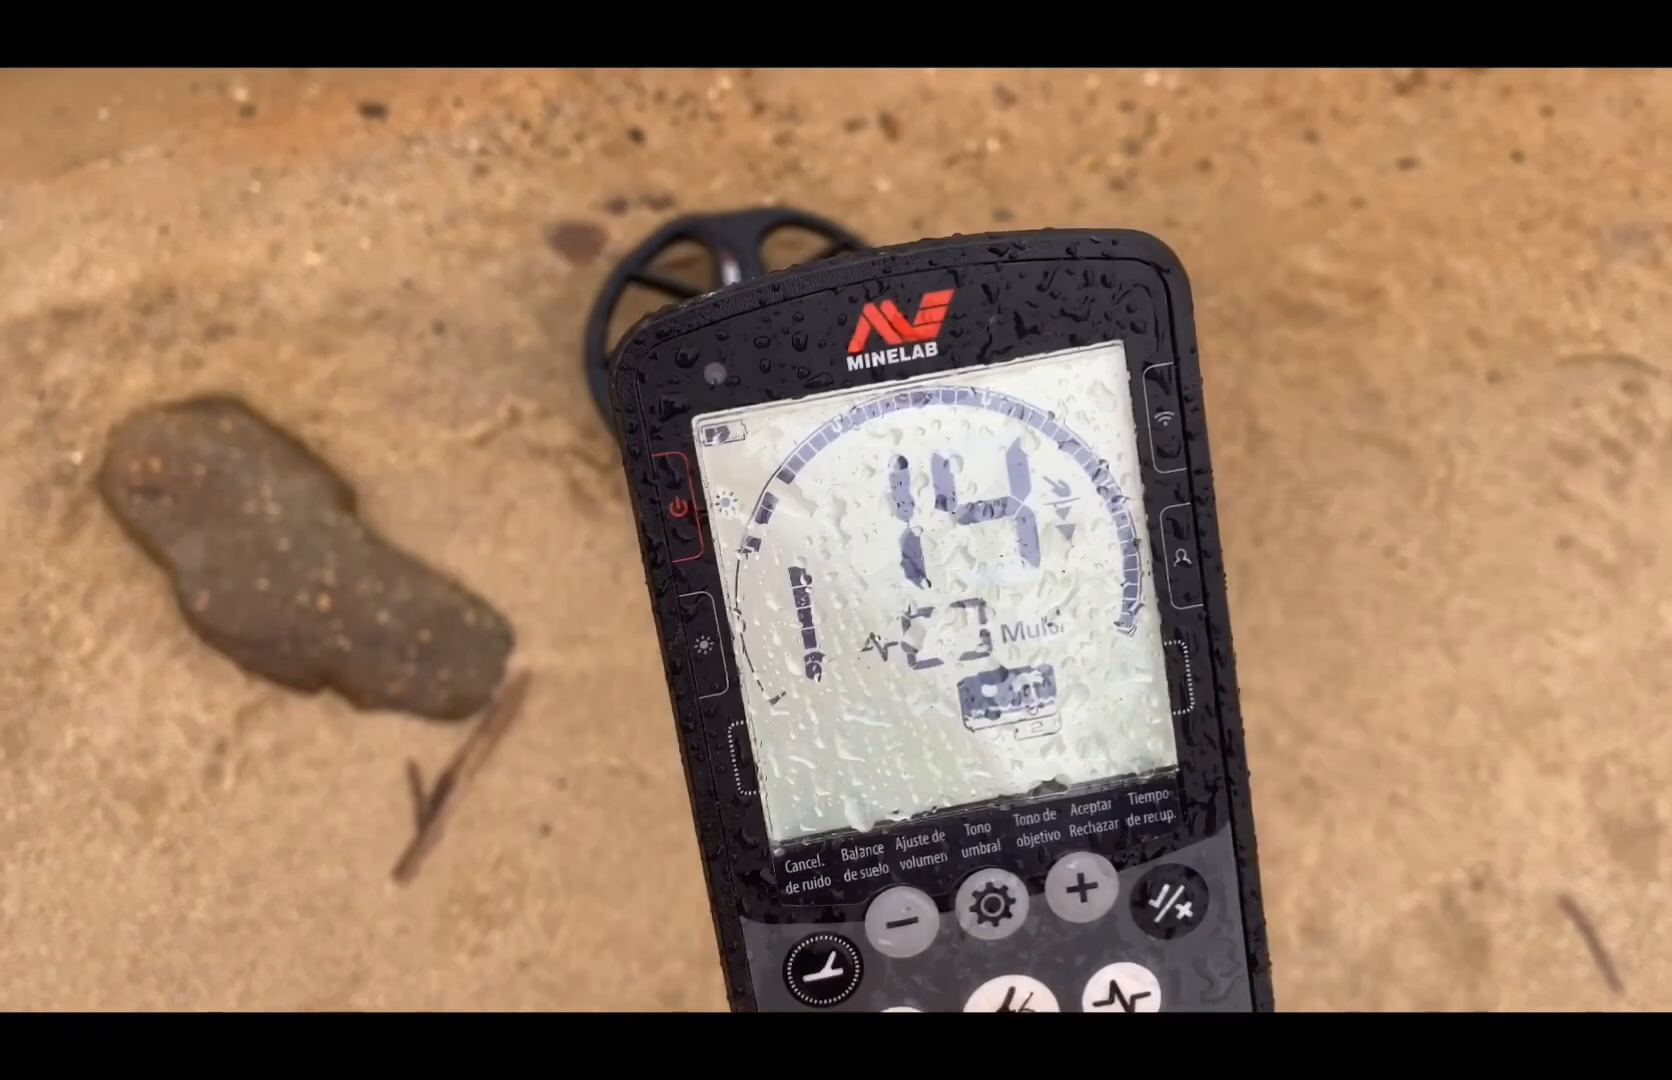 MINELAB
14
Multi
Cancel.
de ruido
Balance
de suelo
Ajuste de
volumen
Tono
umbral
Tono de
objetivo
Aceptar
Rechazar
Tiempo
de recup.